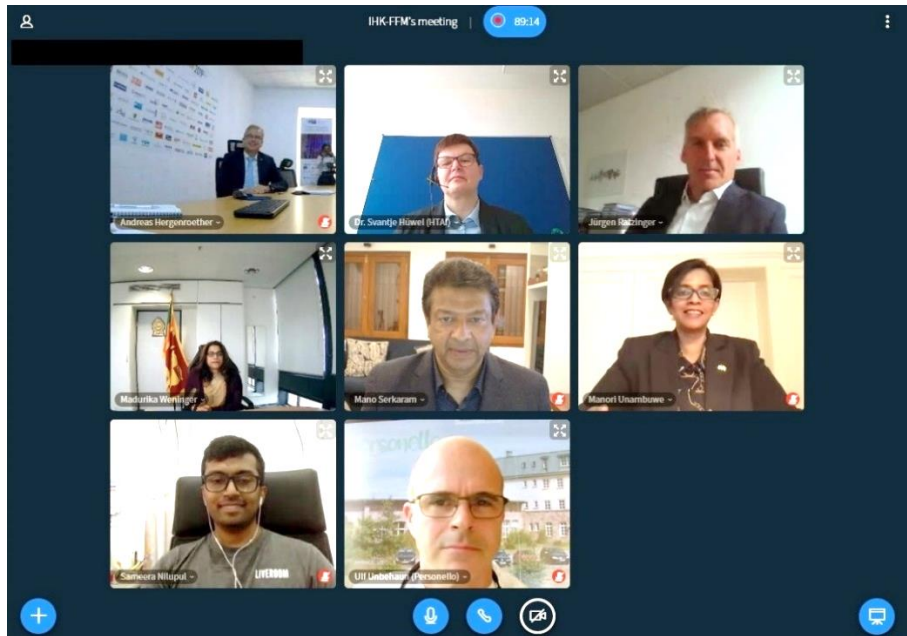 IHK-FFM's meeting | 89:14
Andreas Hergenroether
Dr. Svantje Hüwel (HTAI)
Jürgen Ratzinger
Madurika Weninger
Mano Serkaram
Manori Unambuwe
personello
Sameera Nilupul
LIVEROOM
Ulf Unbehaun (Personello)